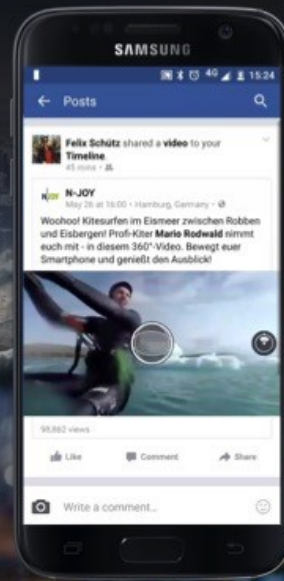 SAMSUNG
4G 15:24
Posts
Felix Schütz shared a video to your
Timeline.
45 mins
N-JOY N-JOY
May 26 at 16:00 • Hamburg, Germany •
Woohoo! Kitesurfen im Eismeer zwischen Robben
und Eisbergen! Profi-Kiter Mario Rodwald nimmt
euch mit - in diesem 360°-Video. Bewegt euer
Smartphone und genießt den Ausblick!
98,862 views
Like Comment Share
Write a comment...